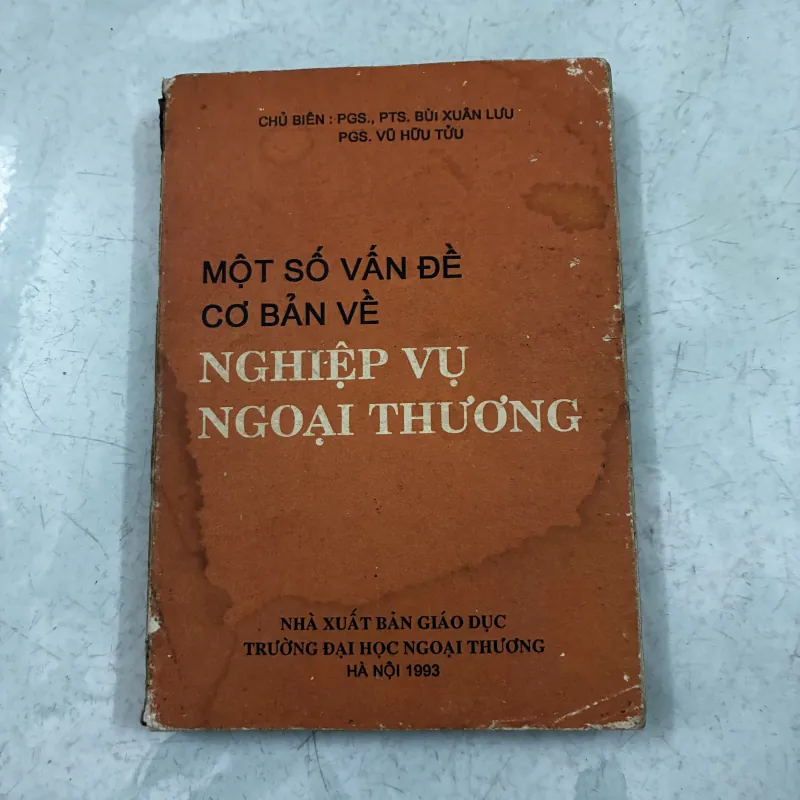 CHỦ BIÊN : PGS., PTS. BÙI XUÂN LƯU
PGS. VŨ HỮU TỬU
MỘT SỐ VẤN ĐỀ
CƠ BẢN VỀ
NGHIỆP VỤ
NGOẠI THƯƠNG
NHÀ XUẤT BẢN GIÁO DỤC
TRƯỜNG ĐẠI HỌC NGOẠI THƯƠNG
HÀ NỘI 1993